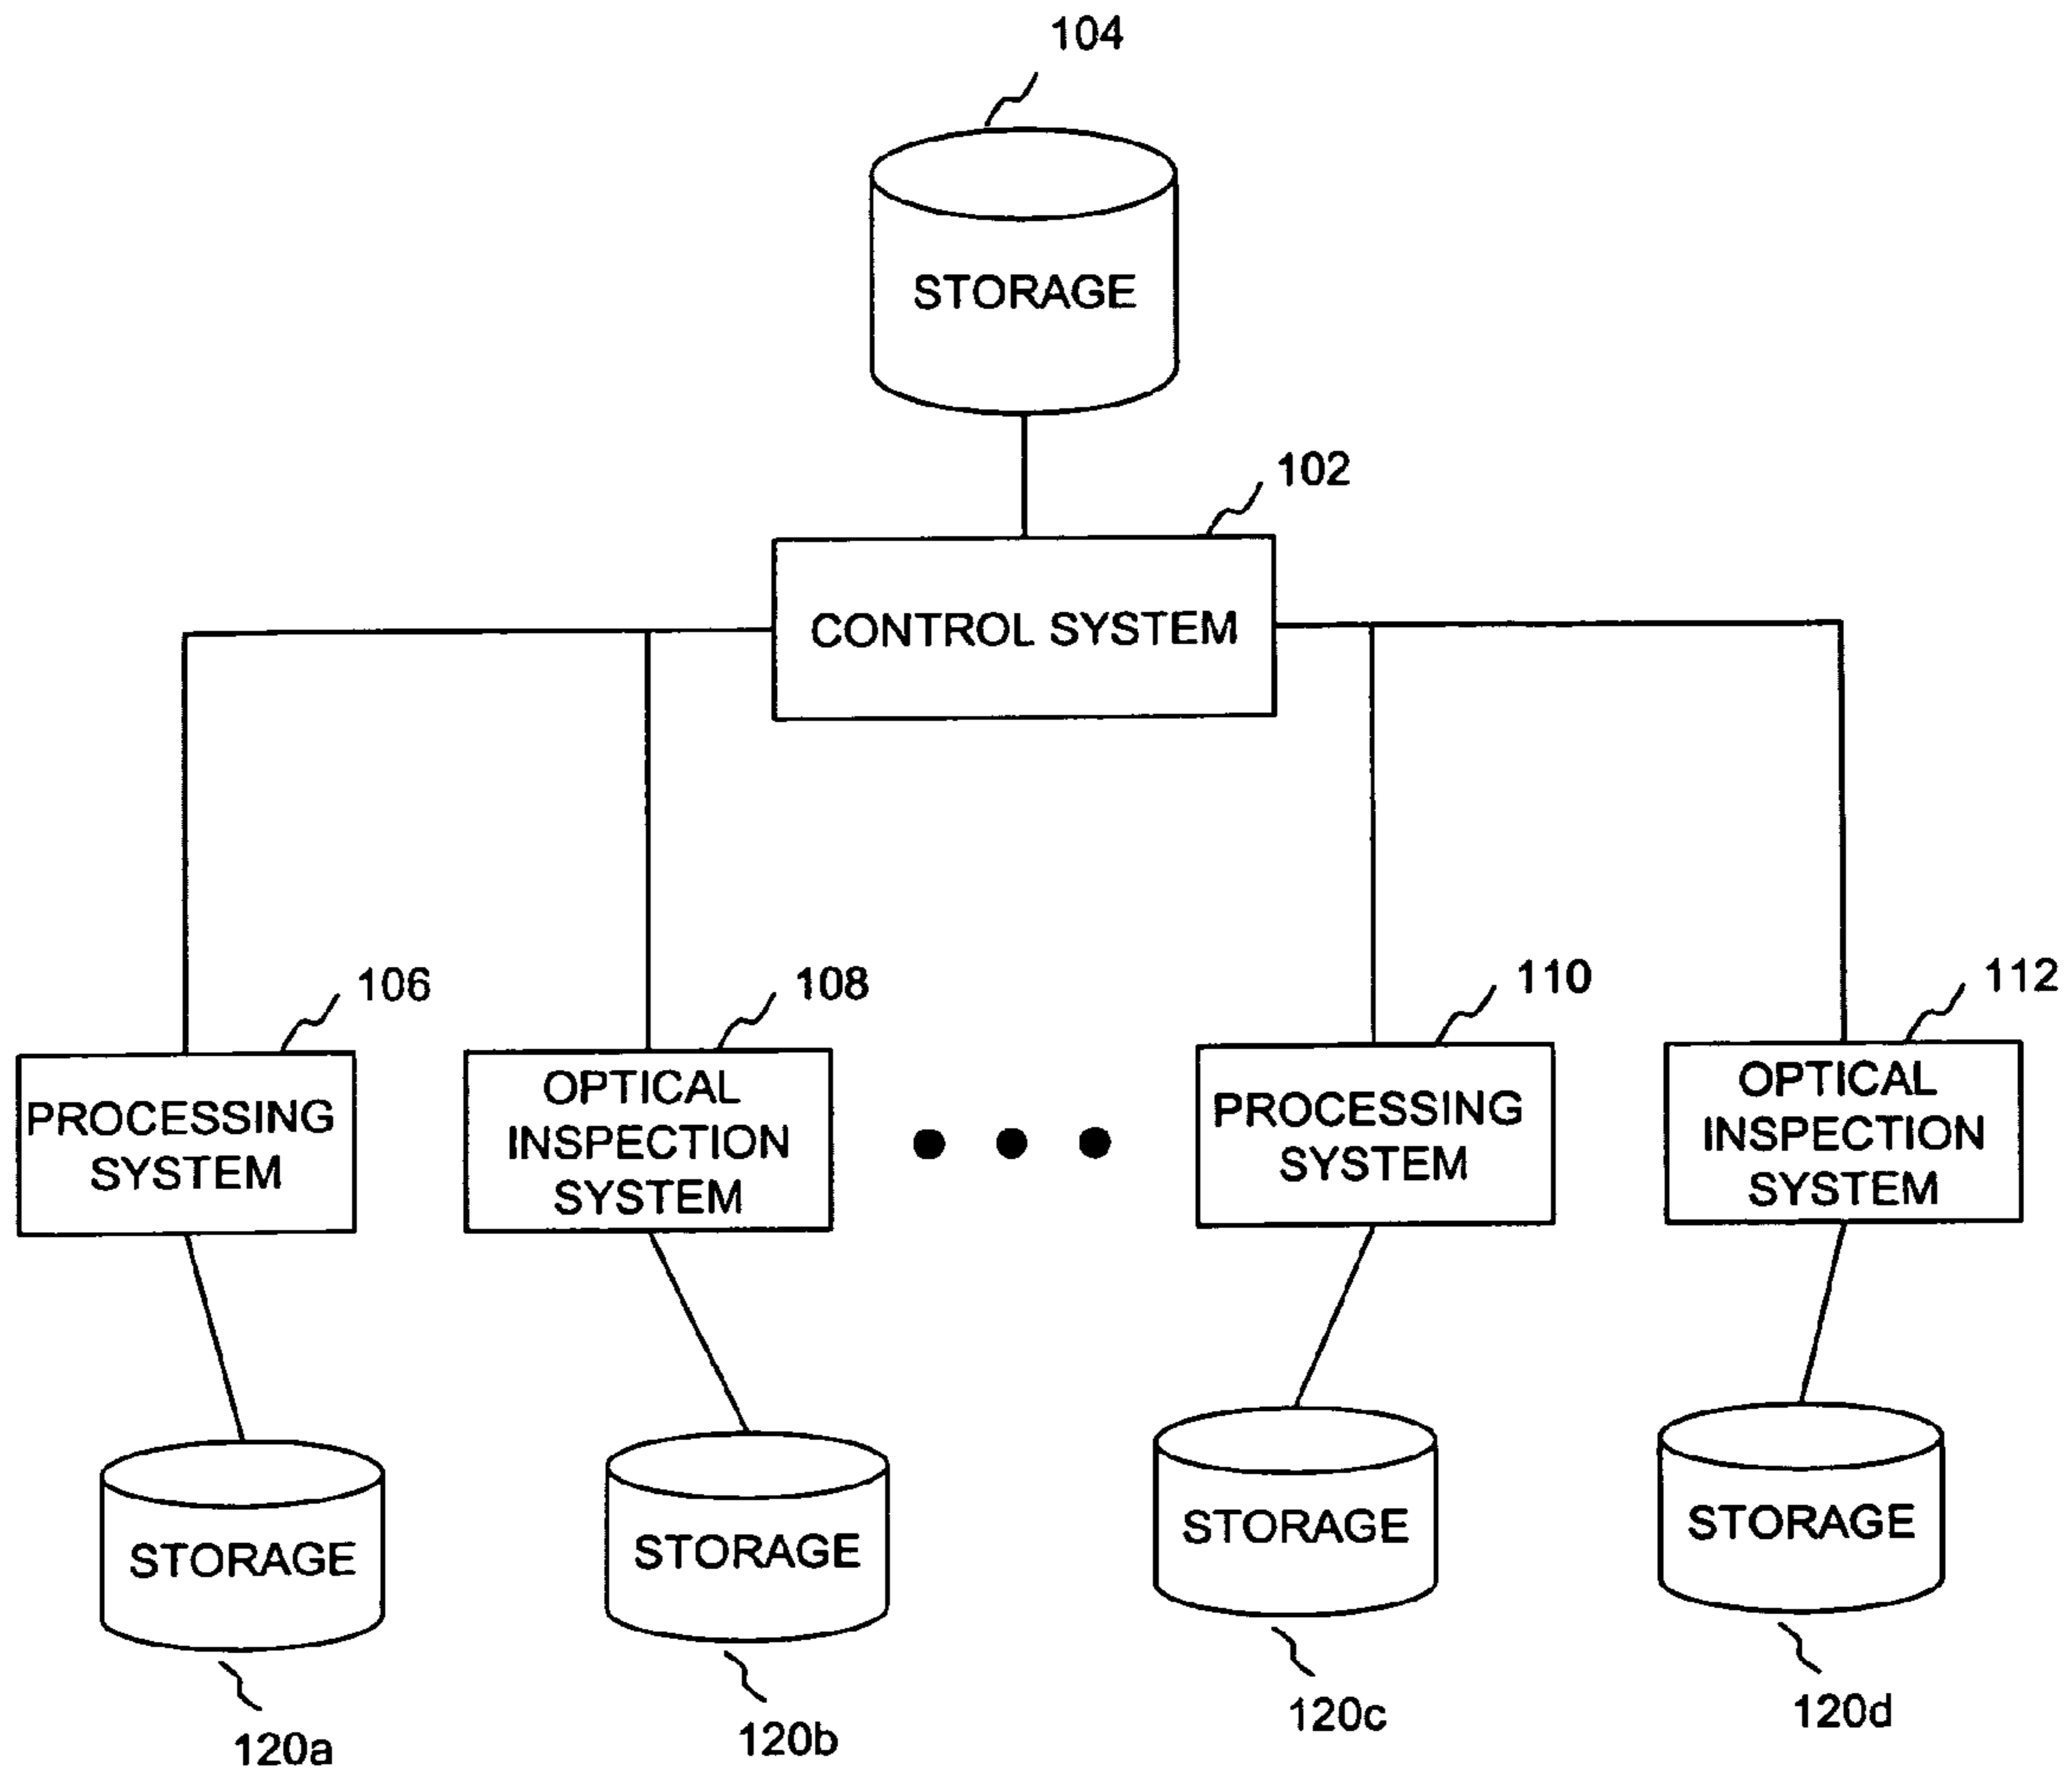 104
STORAGE
102
CONTROL SYSTEM
106
108
110
112
PROCESSING
SYSTEM
OPTICAL
INSPECTION
SYSTEM
PROCESSING
SYSTEM
OPTICAL
INSPECTION
SYSTEM
STORAGE
STORAGE
STORAGE
STORAGE
120a
120b
120c
120d